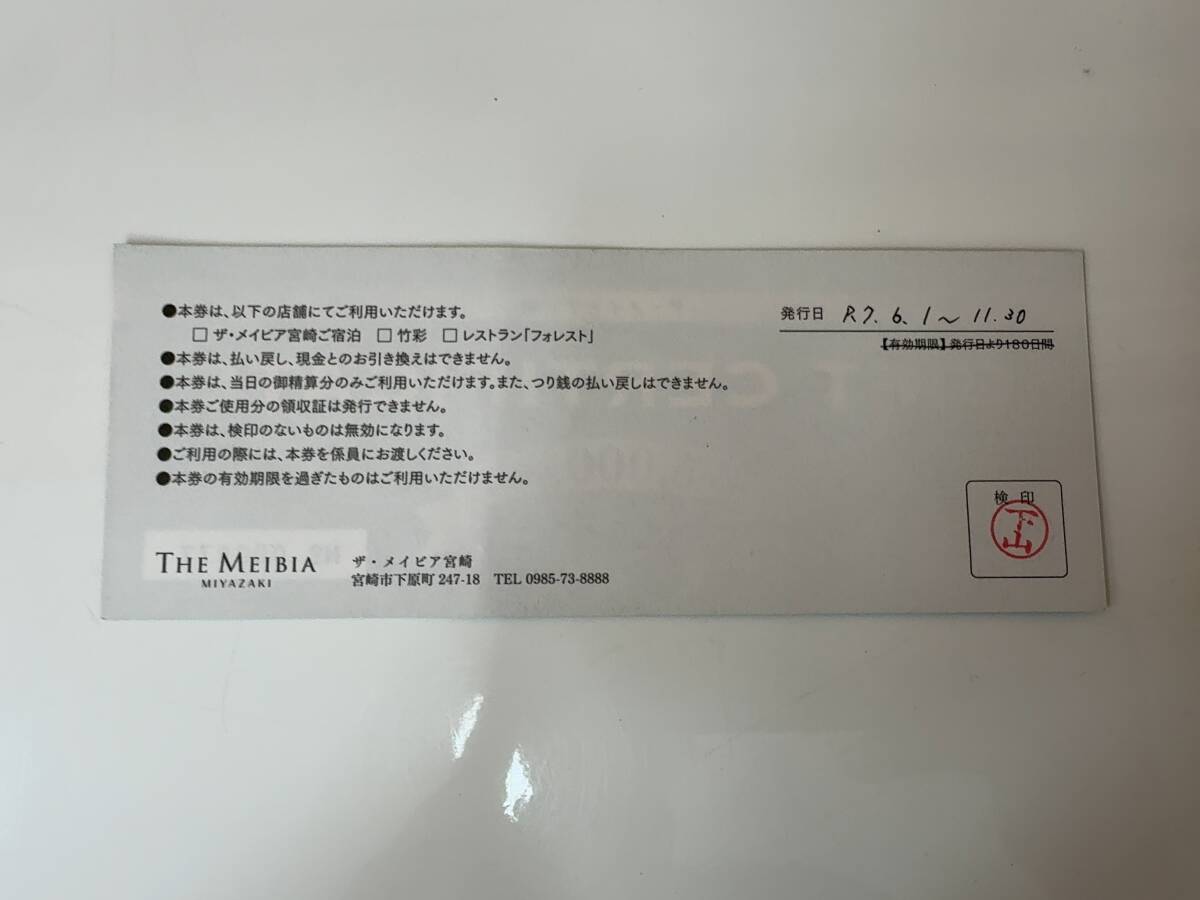 ●本券は、以下の店舗にてご利用いただけます。
□ ザ・メイビア宮崎ご宿泊 □ 竹彩 □ レストラン「フォレスト」
●本券は、払い戻し、現金とのお引き換えはできません。
●本券は、当日の御精算分のみご利用いただけます。また、つり銭の払い戻しはできません。
●本券ご使用分の領収証は発行できません。
●本券は、検印のないものは無効になります。
●ご利用の際には、本券を係員にお渡しください。
●本券の有効期限を過ぎたものはご利用いただけません。
発行日 R7.6.1~11.30
【有効期限】発行日より180日間
検 印
下山
THE MEIBIA
MIYAZAKI
ザ・メイビア宮崎
宮崎市下原町 247-18 TEL 0985-73-8888